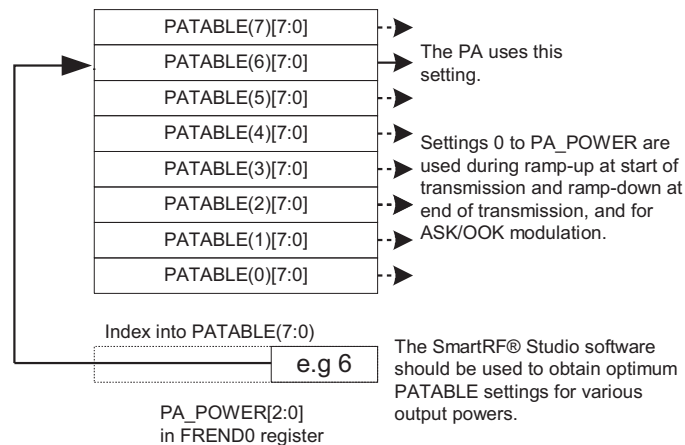 PATABLE(7)[7:0]
PATABLE(6)[7:0]
PATABLE(5)[7:0]
PATABLE(4)[7:0]
PATABLE(3)[7:0]
PATABLE(2)[7:0]
PATABLE(1)[7:0]
PATABLE(0)[7:0]
The PA uses this
setting.
Settings 0 to PA_POWER are
used during ramp-up at start of
transmission and ramp-down at
end of transmission, and for
ASK/OOK modulation.
Index into PATABLE(7:0)
e.g 6
PA_POWER[2:0]
in FREND0 register
The SmartRF® Studio software
should be used to obtain optimum
PATABLE settings for various
output powers.